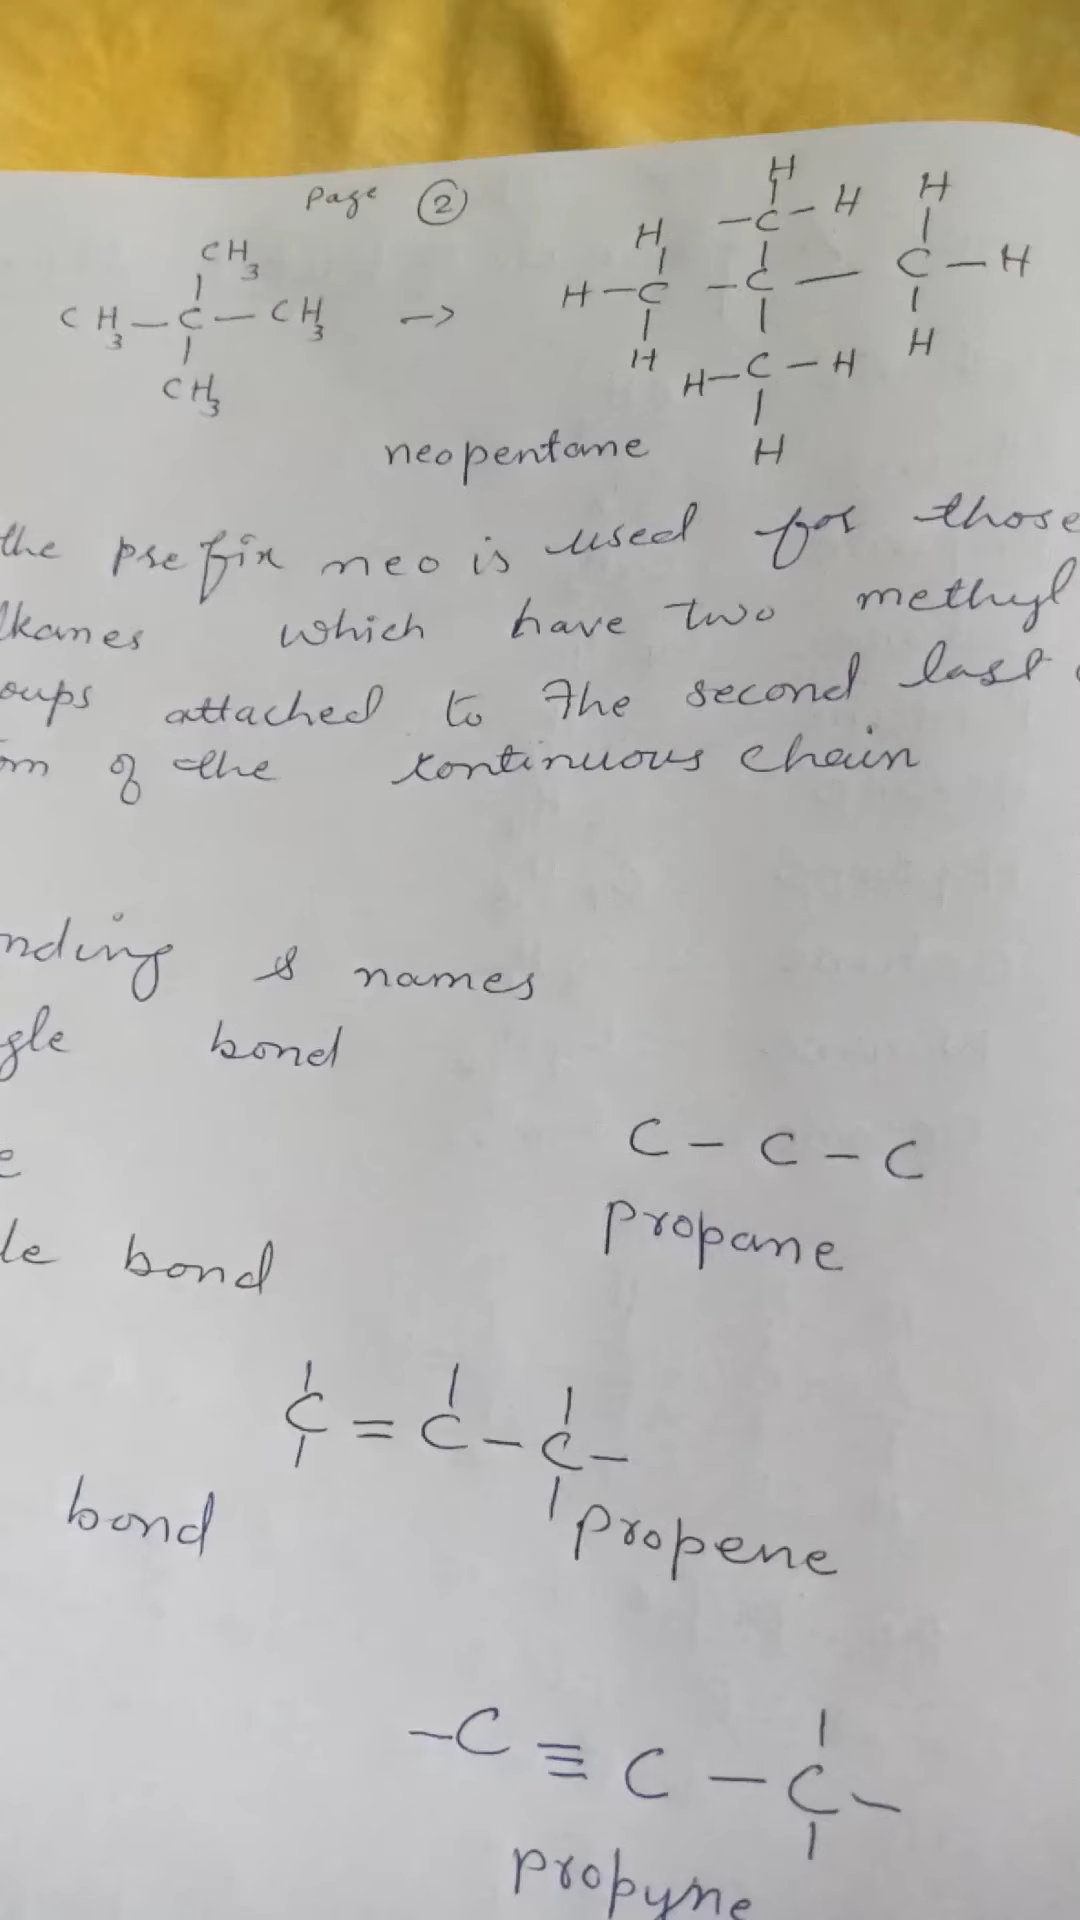 Page 2
CH3
CH3 — C — CH3 ->
CH3
H
— C — H
H H
H — C — C — C — H
H H
H — C — H
H
neopentane
the prefix neo is used for those
lkanes which have two methyl
oups attached to the second last
om of the continuous chain
nding & names
gle bond
C — C — C
propane
e
le bond
C = C — C —
propene
bond
— C ≡ C — C —
propyne